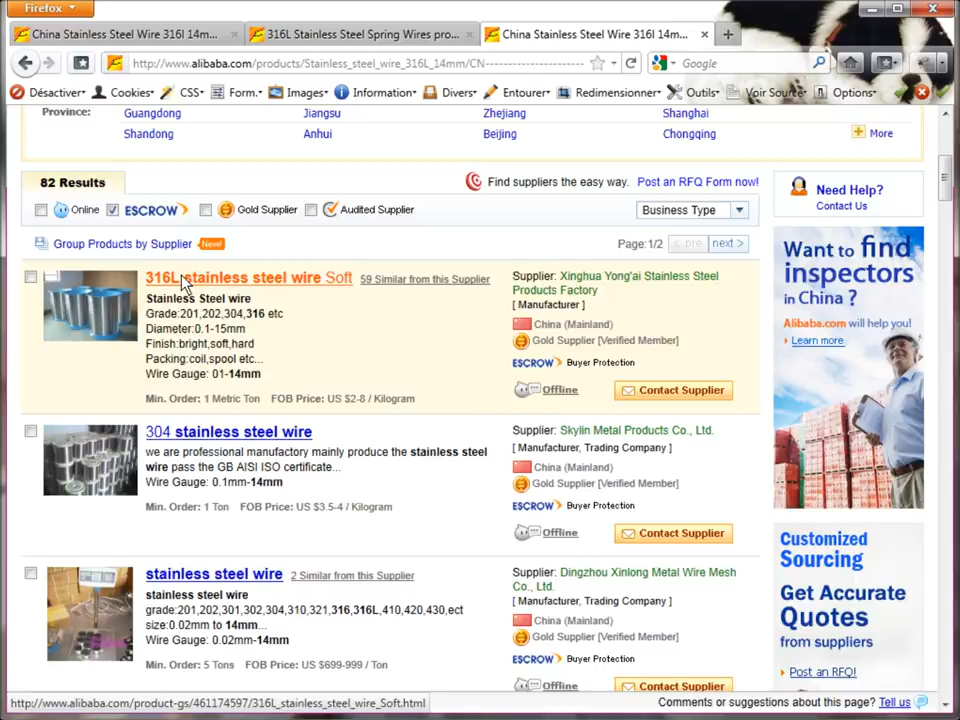 Firefox
China Stainless Steel Wire 316l 14m... × 316L Stainless Steel Spring Wires pro... × China Stainless Steel Wire 316l 14m... × +
http://www.alibaba.com/products/Stainless_steel_wire_316L_14mm/CN-------------------------- Google
Désactiver Cookies CSS Form. Images Information Divers Entourer Redimensionner Outils Voir Source Options
Province: Guangdong Jiangsu Zhejiang Shanghai
Shandong Anhui Beijing Chongqing More
82 Results Find suppliers the easy way. Post an RFQ Form now!
Online ESCROW Gold Supplier Audited Supplier Business Type
Group Products by Supplier New! Page:1/2 < pre next >
316L stainless steel wire Soft 59 Similar from this Supplier
Stainless Steel wire
Grade:201,202,304,316 etc
Diameter:0.1-15mm
Finish:bright,soft,hard
Packing:coil,spool etc...
Wire Gauge: 01-14mm
Min. Order: 1 Metric Ton FOB Price: US $2-8 / Kilogram
Supplier: Xinghua Yong'ai Stainless Steel
Products Factory
[ Manufacturer ]
China (Mainland)
Gold Supplier [Verified Member]
ESCROW Buyer Protection
Offline Contact Supplier
304 stainless steel wire
we are professional manufactory mainly produce the stainless steel
wire pass the GB AISI ISO certificate...
Wire Gauge: 0.1mm-14mm
Min. Order: 1 Ton FOB Price: US $3.5-4 / Kilogram
Supplier: Skylin Metal Products Co., Ltd.
[ Manufacturer, Trading Company ]
China (Mainland)
Gold Supplier [Verified Member]
ESCROW Buyer Protection
Offline Contact Supplier
stainless steel wire 2 Similar from this Supplier
stainless steel wire
grade:201,202,301,302,304,310,321,316,316L,410,420,430,ect
size:0.02mm to 14mm...
Wire Gauge: 0.02mm-14mm
Min. Order: 5 Tons FOB Price: US $699-999 / Ton
Supplier: Dingzhou Xinlong Metal Wire Mesh
Co., Ltd.
[ Manufacturer, Trading Company ]
China (Mainland)
Gold Supplier [Verified Member]
ESCROW Buyer Protection
Offline Contact Supplier
Need Help?
Contact Us
Want to find
inspectors
in China ?
Alibaba.com will help you!
Learn more
Customized
Sourcing
Get Accurate
Quotes
from suppliers
Post an RFQ!
http://www.alibaba.com/product-gs/461174597/316L_stainless_steel_wire_Soft.html
Comments or suggestions about this page? Tell us